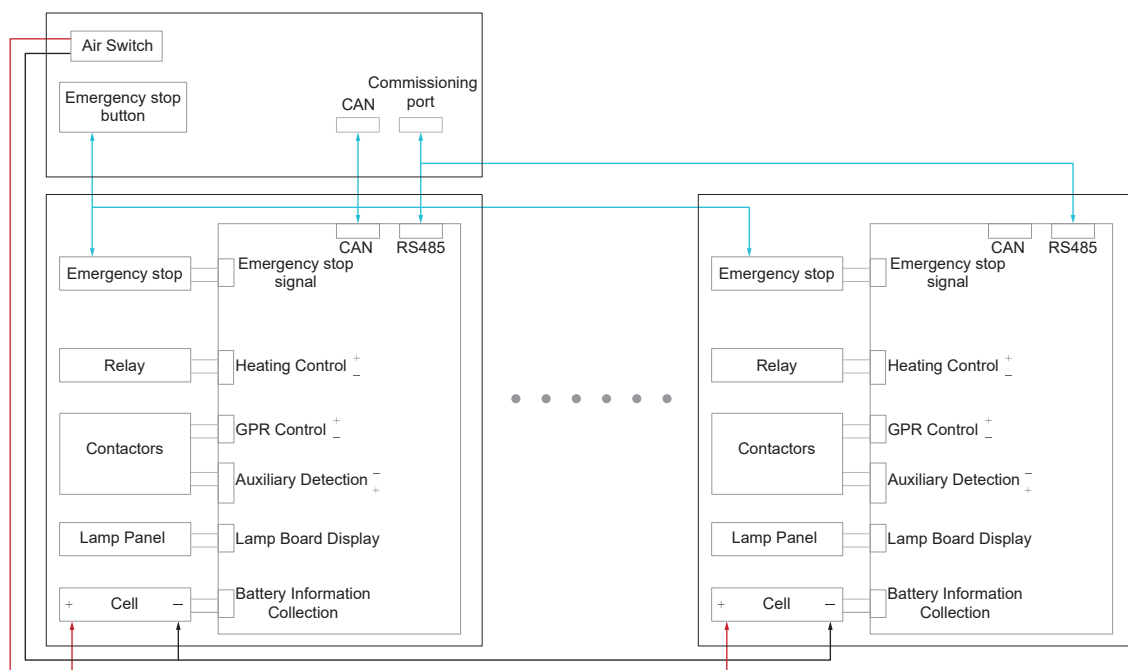 Air Switch
Emergency stop
button
CAN
Commissioning
port
CAN
RS485
Emergency stop
Emergency stop
signal
Relay
Heating Control + −
Contactors
GPR Control + −
Auxiliary Detection − +
Lamp Panel
Lamp Board Display
+ Cell −
Battery Information
Collection
CAN
RS485
Emergency stop
Emergency stop
signal
Relay
Heating Control + −
Contactors
GPR Control + −
Auxiliary Detection − +
Lamp Panel
Lamp Board Display
+ Cell −
Battery Information
Collection